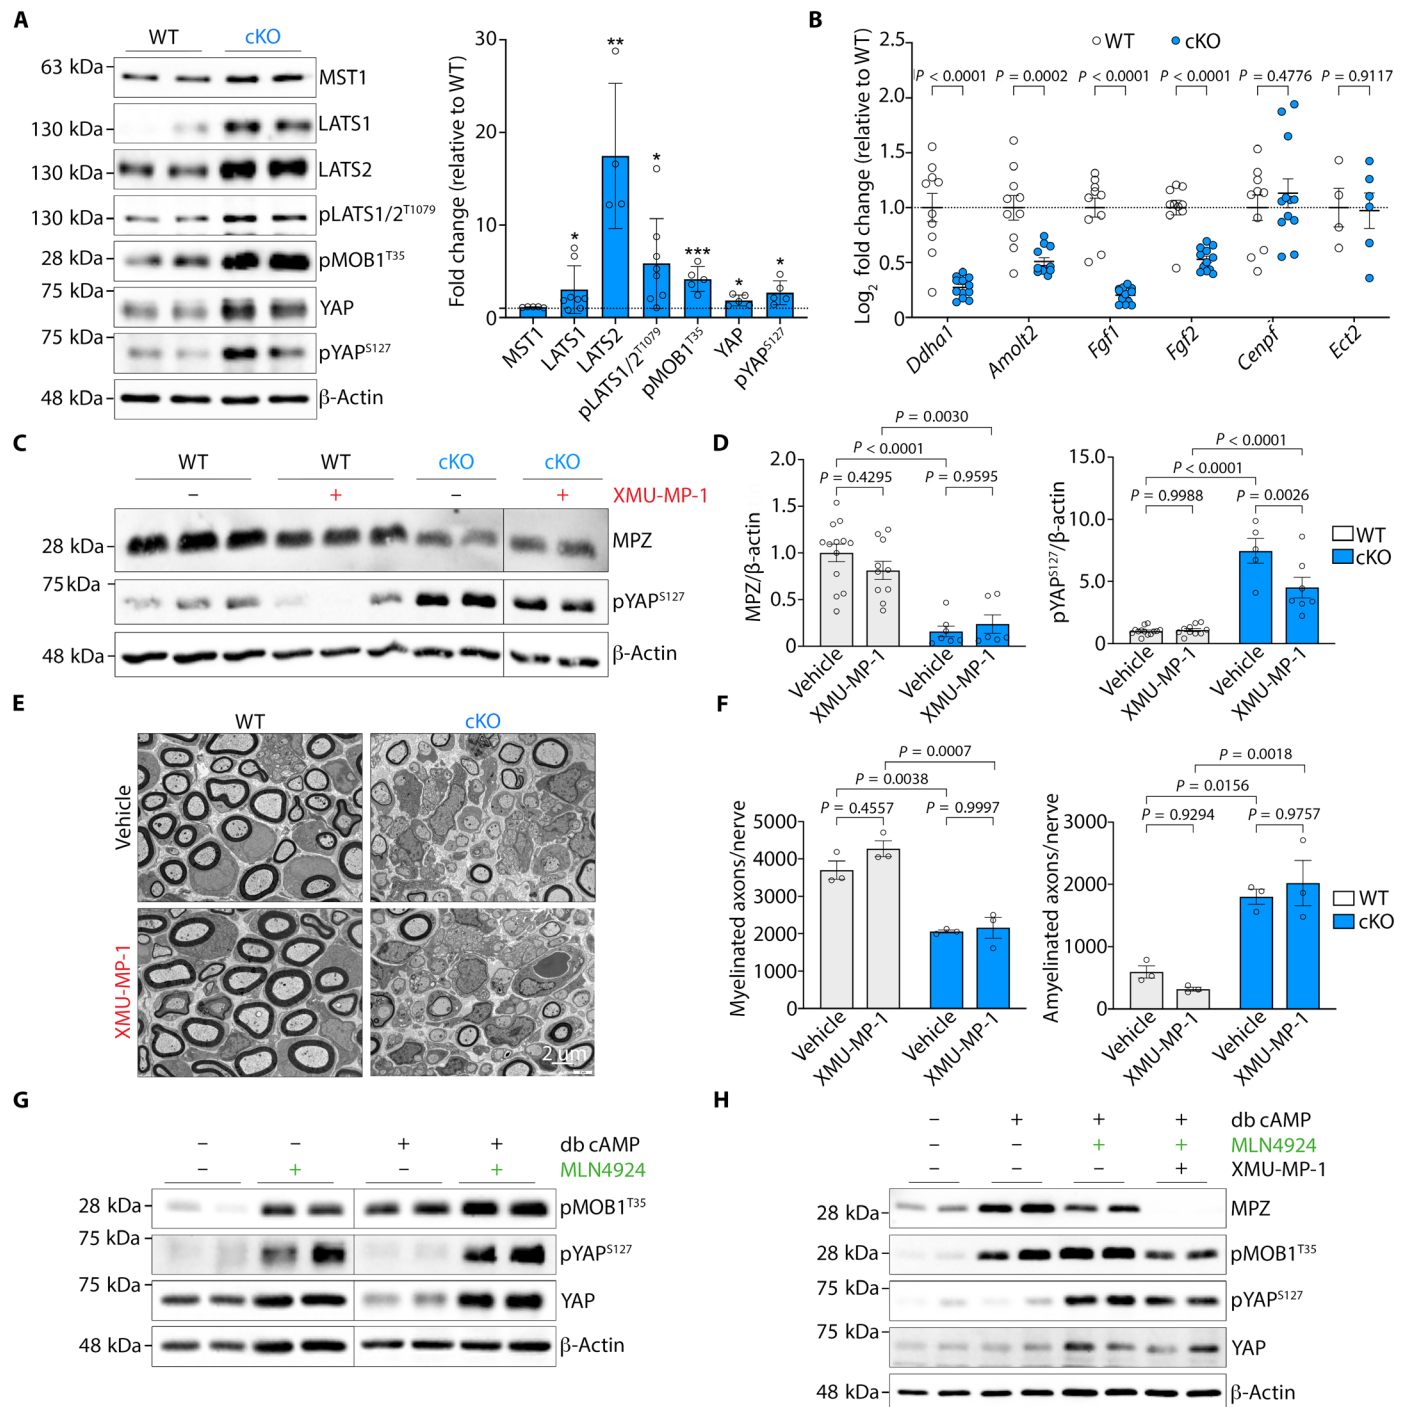 A
WT cKO
63 kDa MST1
130 kDa LATS1
130 kDa LATS2
130 kDa pLATS1/2T1079
28 kDa pMOB1T35
75 kDa YAP
75 kDa pYAPS127
48 kDa β-Actin
Fold change (relative to WT)
30
20
10
0
* ** * *** * *
MST1 LATS1 LATS2 pLATS1/2T1079 pMOB1T35 YAP pYAPS127
B
WT cKO
Log2 fold change (relative to WT)
2.5
2.0
1.5
1.0
0.5
0
P < 0.0001 P = 0.0002 P < 0.0001 P < 0.0001 P = 0.4776 P = 0.9117
Ddha1 Amolt2 Fgf1 Fgf2 Cenpf Ect2
C
WT WT cKO cKO
− + − + XMU-MP-1
28 kDa MPZ
75 kDa pYAPS127
48 kDa β-Actin
D
MPZ/β-actin
2.0
1.5
1.0
0.5
0
P = 0.0030
P < 0.0001
P = 0.4295 P = 0.9595
Vehicle XMU-MP-1 Vehicle XMU-MP-1
pYAPS127/β-actin
15.0
10.0
5.0
0
P < 0.0001
P < 0.0001
P = 0.9988 P = 0.0026
Vehicle XMU-MP-1 Vehicle XMU-MP-1
WT
cKO
E
WT cKO
Vehicle
XMU-MP-1
2 µm
F
Myelinated axons/nerve
5000
4000
3000
2000
1000
0
P = 0.0007
P = 0.0038
P = 0.4557 P = 0.9997
Vehicle XMU-MP-1 Vehicle XMU-MP-1
Amyelinated axons/nerve
3000
2000
1000
0
P = 0.0018
P = 0.0156
P = 0.9294 P = 0.9757
Vehicle XMU-MP-1 Vehicle XMU-MP-1
WT
cKO
G
− − + + db cAMP
− + − + MLN4924
28 kDa pMOB1T35
75 kDa pYAPS127
75 kDa YAP
48 kDa β-Actin
H
− + + + db cAMP
− − + + MLN4924
− − − + XMU-MP-1
28 kDa MPZ
28 kDa pMOB1T35
75 kDa pYAPS127
75 kDa YAP
48 kDa β-Actin